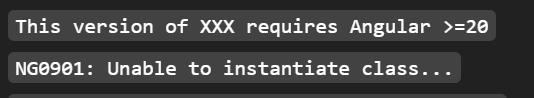 This version of XXX requires Angular >=20
NG0901: Unable to instantiate class...